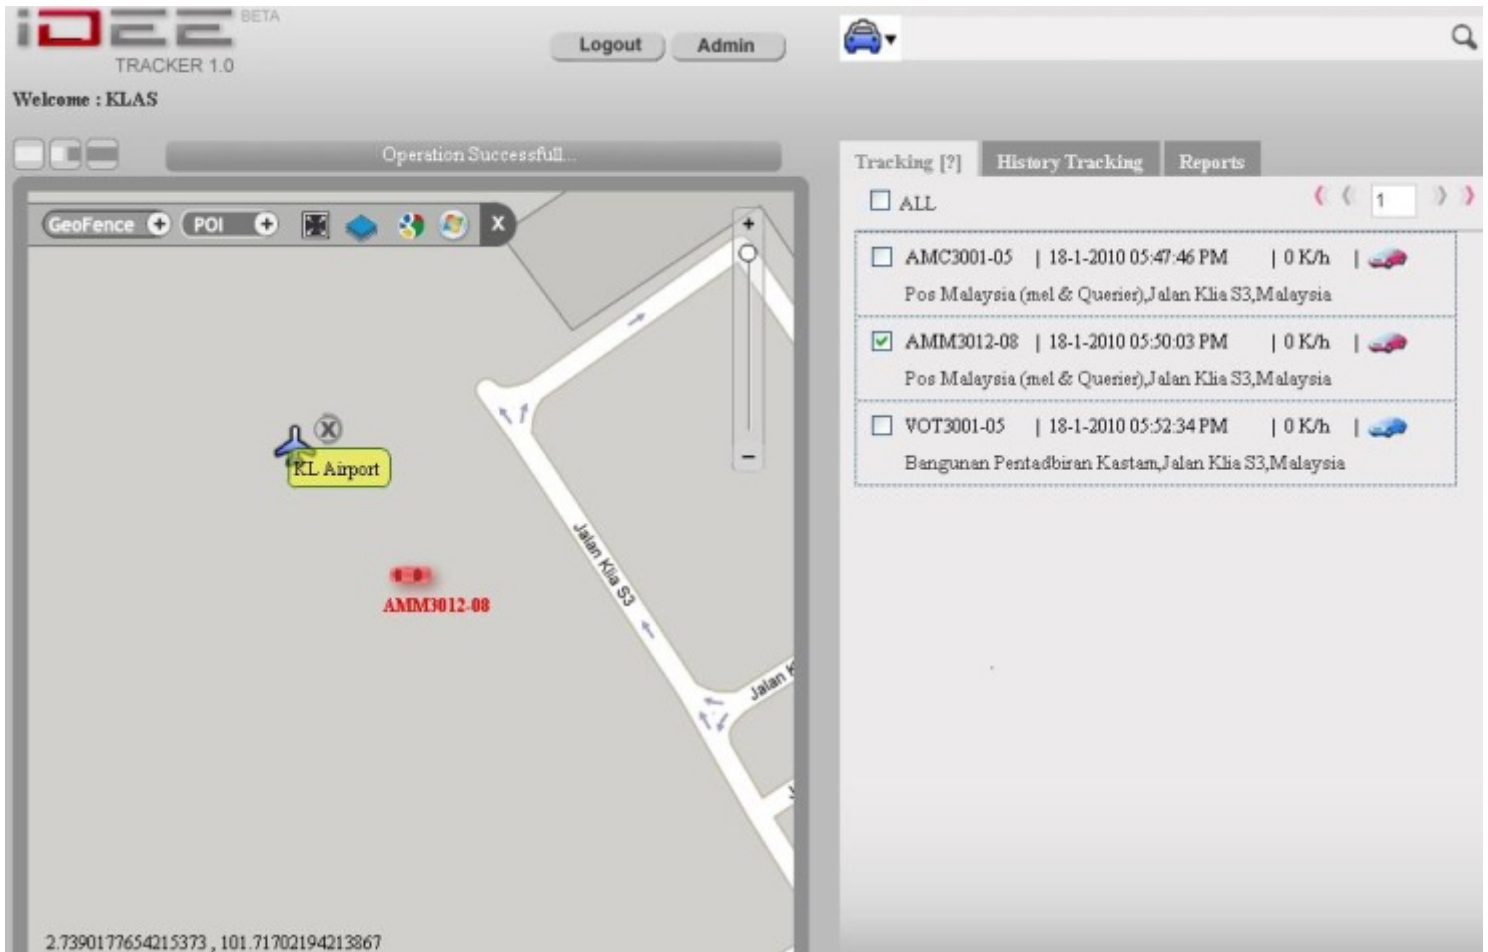 iDEE BETA
TRACKER 1.0
Logout Admin
Welcome : KLAS
Operation Successfull...
GeoFence + POI + X
+
X
KL Airport
−
Jalan Klia S3
AMM3012-08
Jalan K
2.7390177654215373 , 101.71702194213867
Tracking [?] History Tracking Reports
ALL 1
AMC3001-05 | 18-1-2010 05:47:46 PM | 0 K/h |
Pos Malaysia (mel & Querier),Jalan Klia S3,Malaysia
AMM3012-08 | 18-1-2010 05:50:03 PM | 0 K/h |
Pos Malaysia (mel & Querier),Jalan Klia S3,Malaysia
VOT3001-05 | 18-1-2010 05:52:34 PM | 0 K/h |
Bangunan Pentadbiran Kastam,Jalan Klia S3,Malaysia